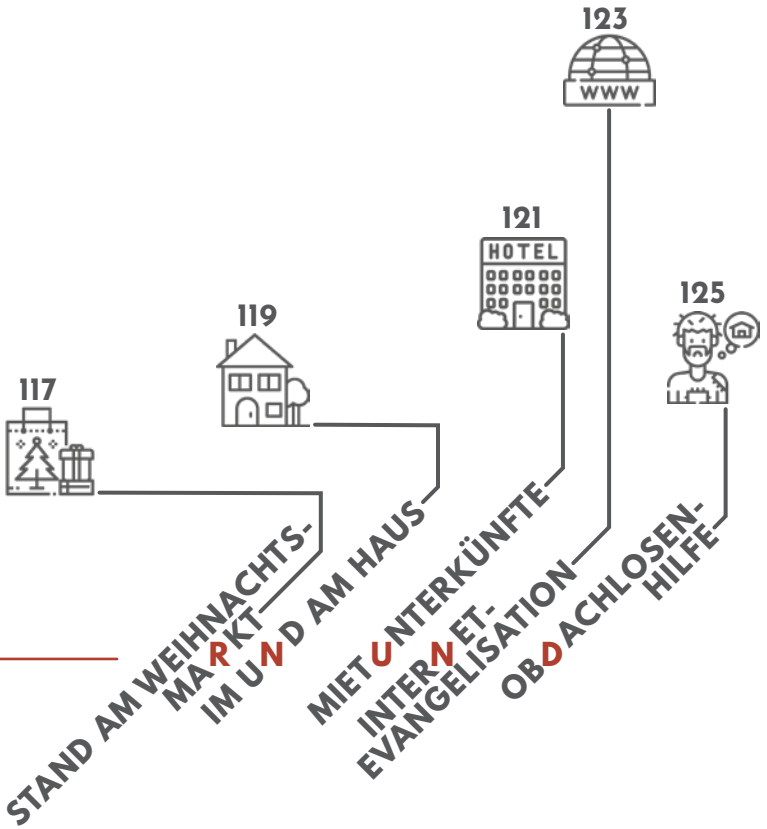 123
WWW
121
HOTEL
125
119
117
STAND AM WEIHNACHTS-
MARKT
IM UND AM HAUS
MIETUNTERKÜNFTE
INTERNET-
EVANGELISATION
OBDACHLOSEN-
HILFE